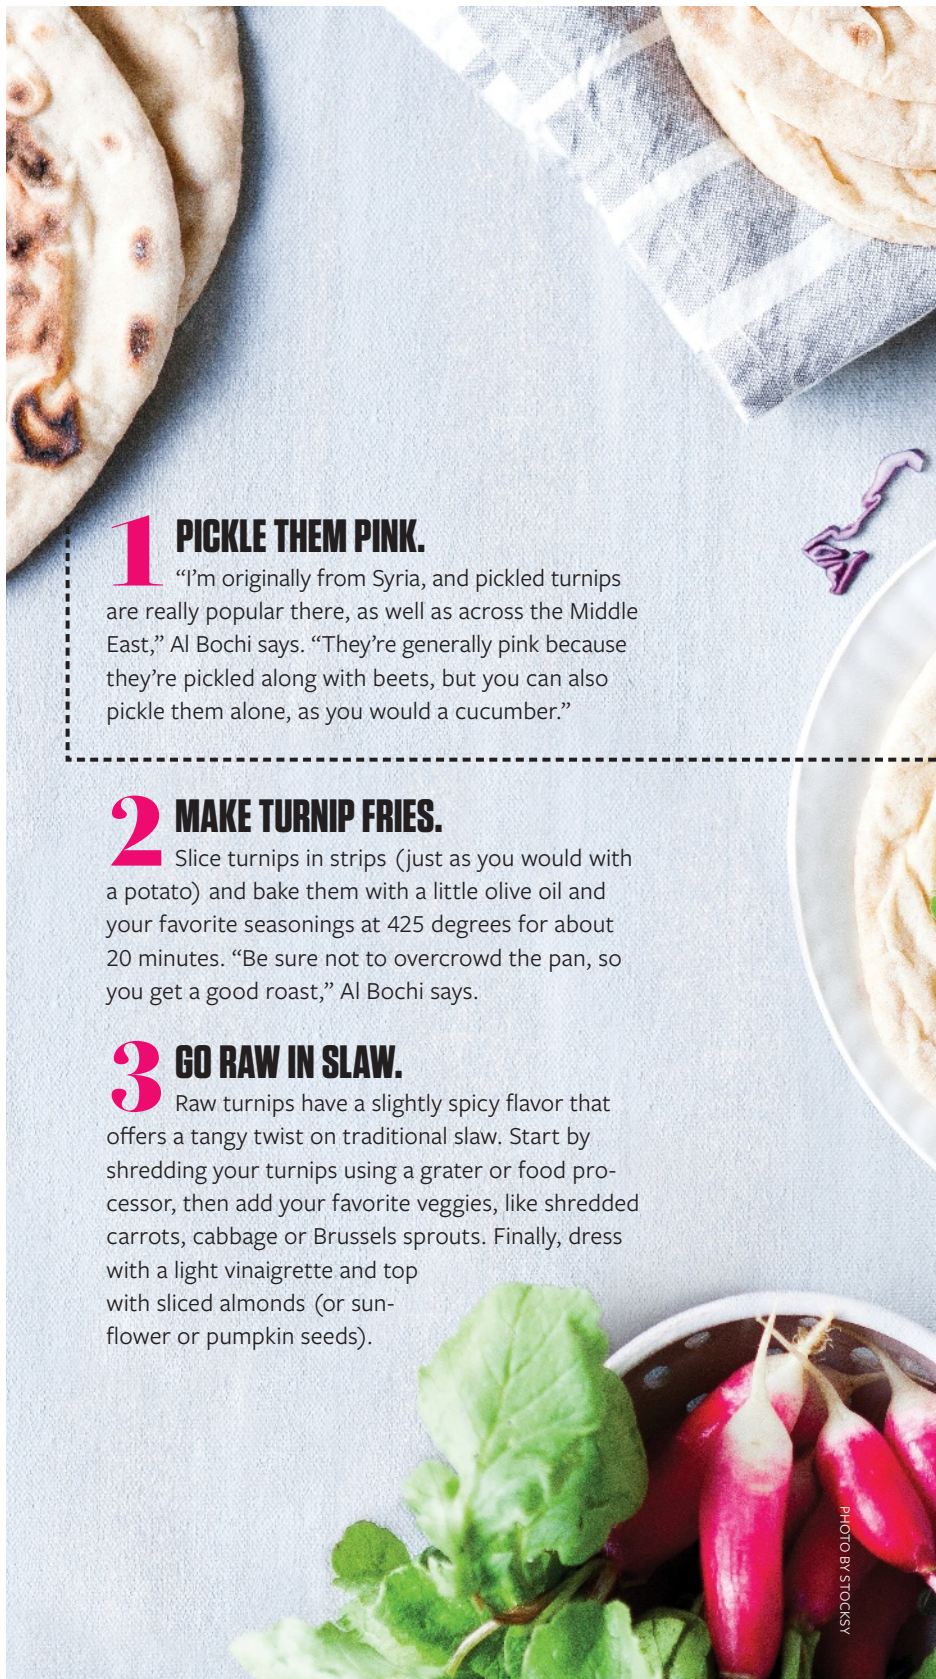 1 PICKLE THEM PINK.
“I’m originally from Syria, and pickled turnips
are really popular there, as well as across the Middle
East,” Al Bochi says. “They’re generally pink because
they’re pickled along with beets, but you can also
pickle them alone, as you would a cucumber.”
2 MAKE TURNIP FRIES.
Slice turnips in strips (just as you would with
a potato) and bake them with a little olive oil and
your favorite seasonings at 425 degrees for about
20 minutes. “Be sure not to overcrowd the pan, so
you get a good roast,” Al Bochi says.
3 GO RAW IN SLAW.
Raw turnips have a slightly spicy flavor that
offers a tangy twist on traditional slaw. Start by
shredding your turnips using a grater or food pro-
cessor, then add your favorite veggies, like shredded
carrots, cabbage or Brussels sprouts. Finally, dress
with a light vinaigrette and top
with sliced almonds (or sun-
flower or pumpkin seeds).
PHOTO BY STOCKSY